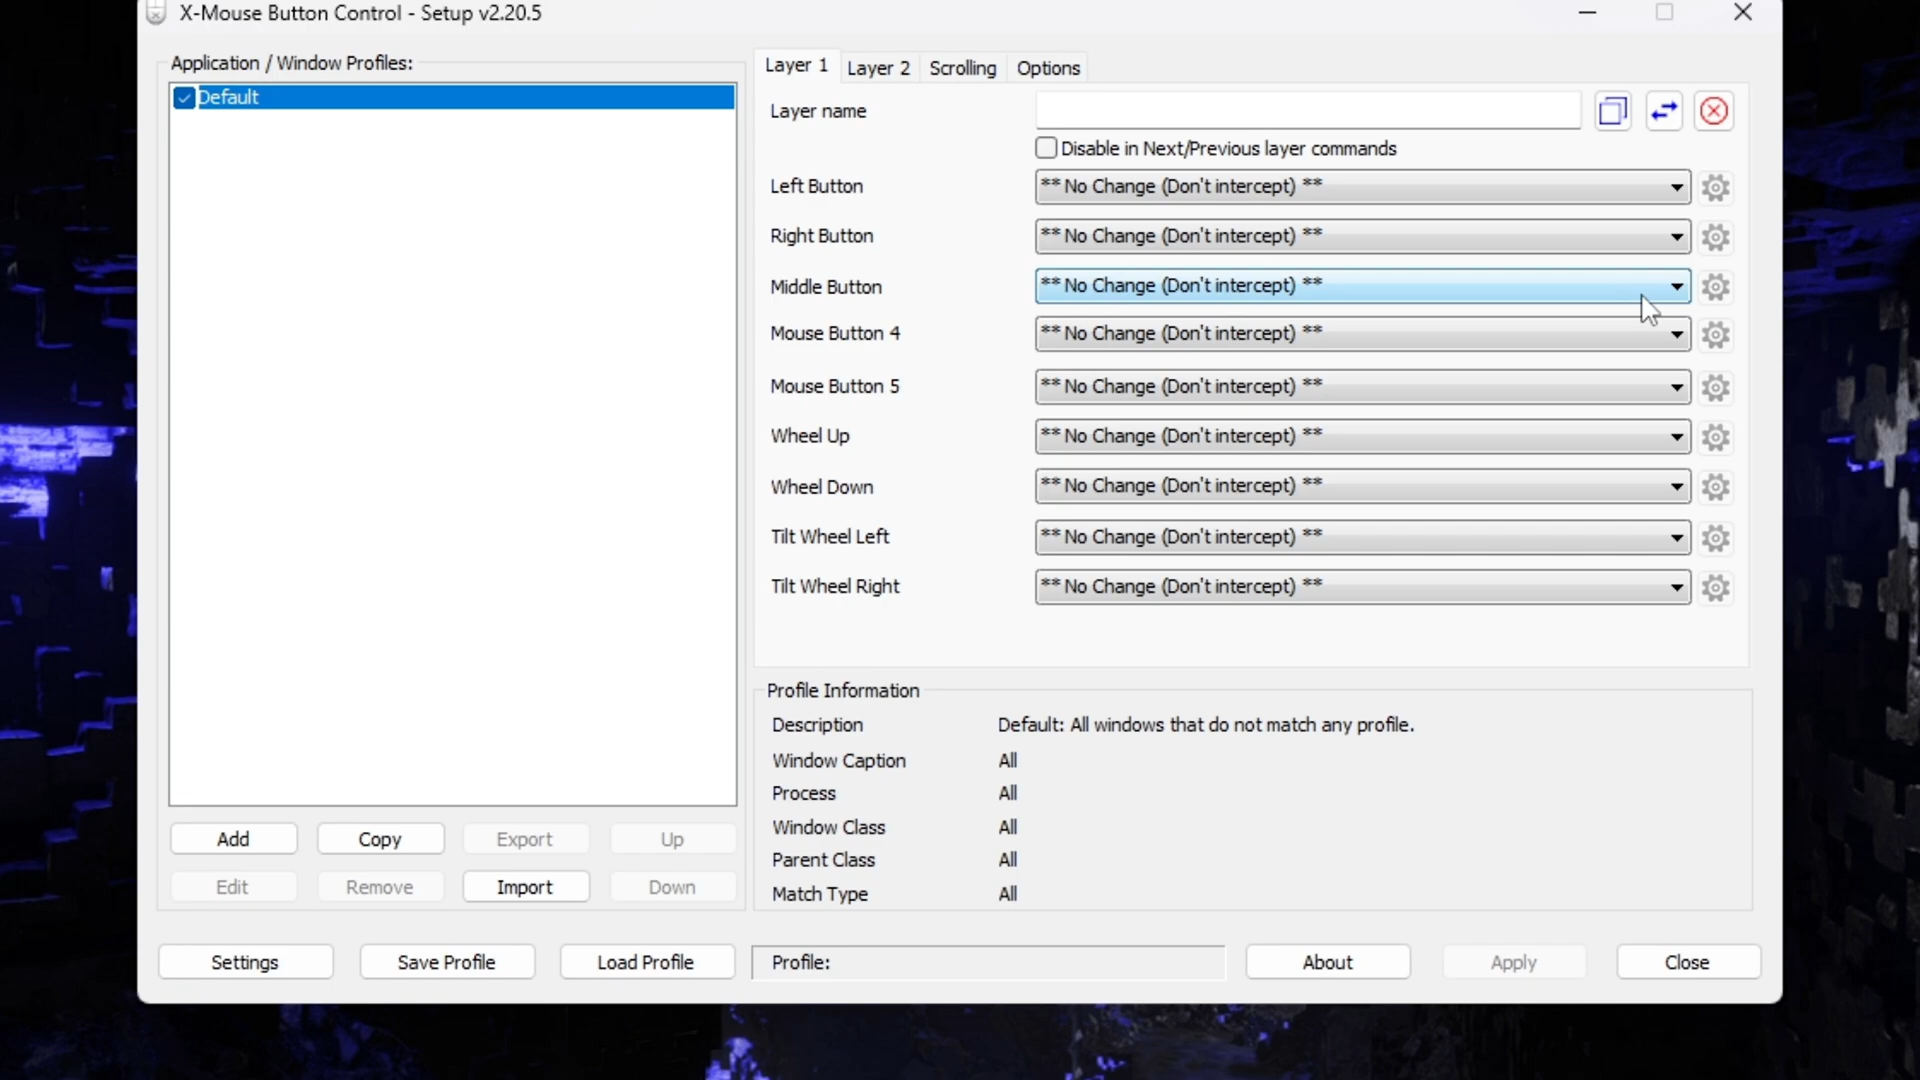 X-Mouse Button Control - Setup v2.20.5
Application / Window Profiles:
Default
Layer 1
Layer 2
Scrolling
Options
Layer name
Disable in Next/Previous layer commands
Left Button
** No Change (Don't intercept) **
Right Button
** No Change (Don't intercept) **
Middle Button
** No Change (Don't intercept) **
Mouse Button 4
** No Change (Don't intercept) **
Mouse Button 5
** No Change (Don't intercept) **
Wheel Up
** No Change (Don't intercept) **
Wheel Down
** No Change (Don't intercept) **
Tilt Wheel Left
** No Change (Don't intercept) **
Tilt Wheel Right
** No Change (Don't intercept) **
Profile Information
Description
Default: All windows that do not match any profile.
Window Caption
All
Process
All
Window Class
All
Parent Class
All
Match Type
All
Add
Copy
Export
Up
Edit
Remove
Import
Down
Settings
Save Profile
Load Profile
Profile:
About
Apply
Close